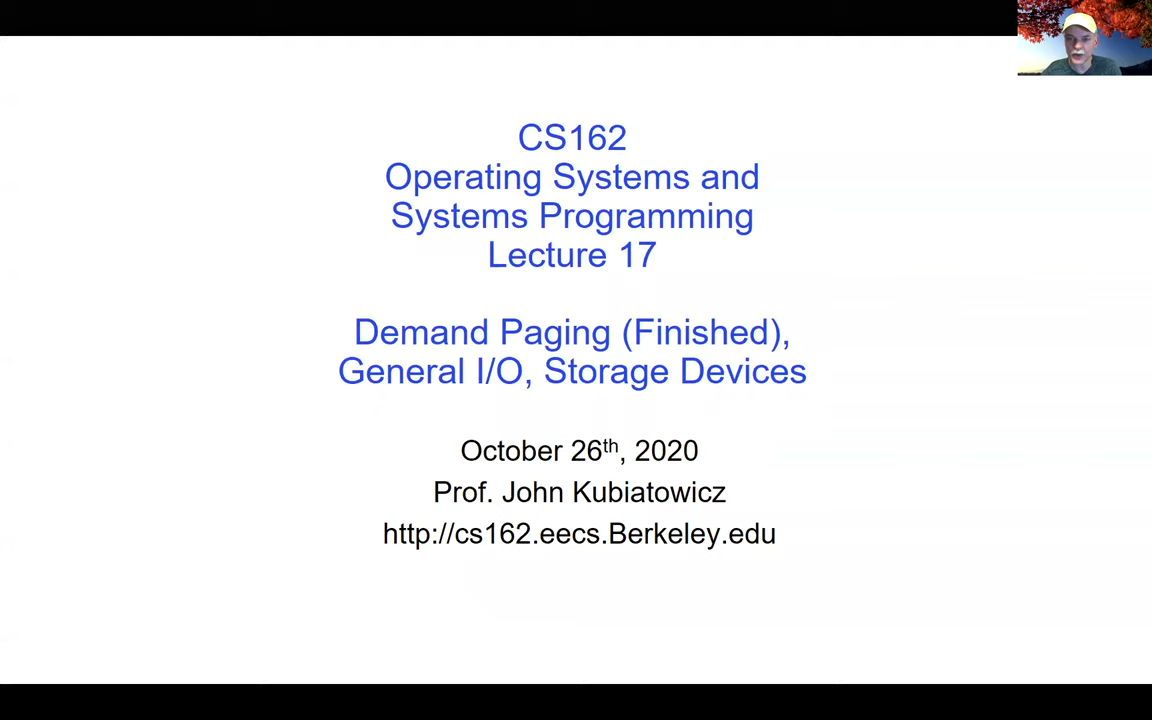 CS162
Operating Systems and
Systems Programming
Lecture 17
Demand Paging (Finished),
General I/O, Storage Devices
October 26th, 2020
Prof. John Kubiatowicz
http://cs162.eecs.Berkeley.edu